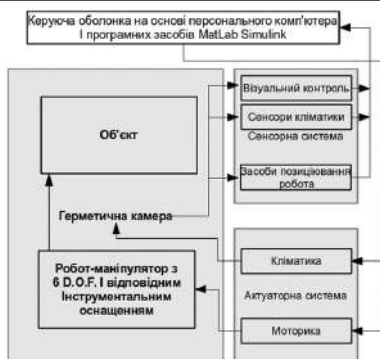 Керуюча оболонка на основі персонального комп'ютера
І програмних засобів MatLab Simulink
Об'єкт
Візуальний контроль
Сенсори кліматики
Сенсорна система
Засоби позиціювання
робота
Герметична камера
Робот-маніпулятор з
6 D.O.F. І відповідним
Інструментальним
оснащенням
Кліматика
Актуаторна система
Моторика